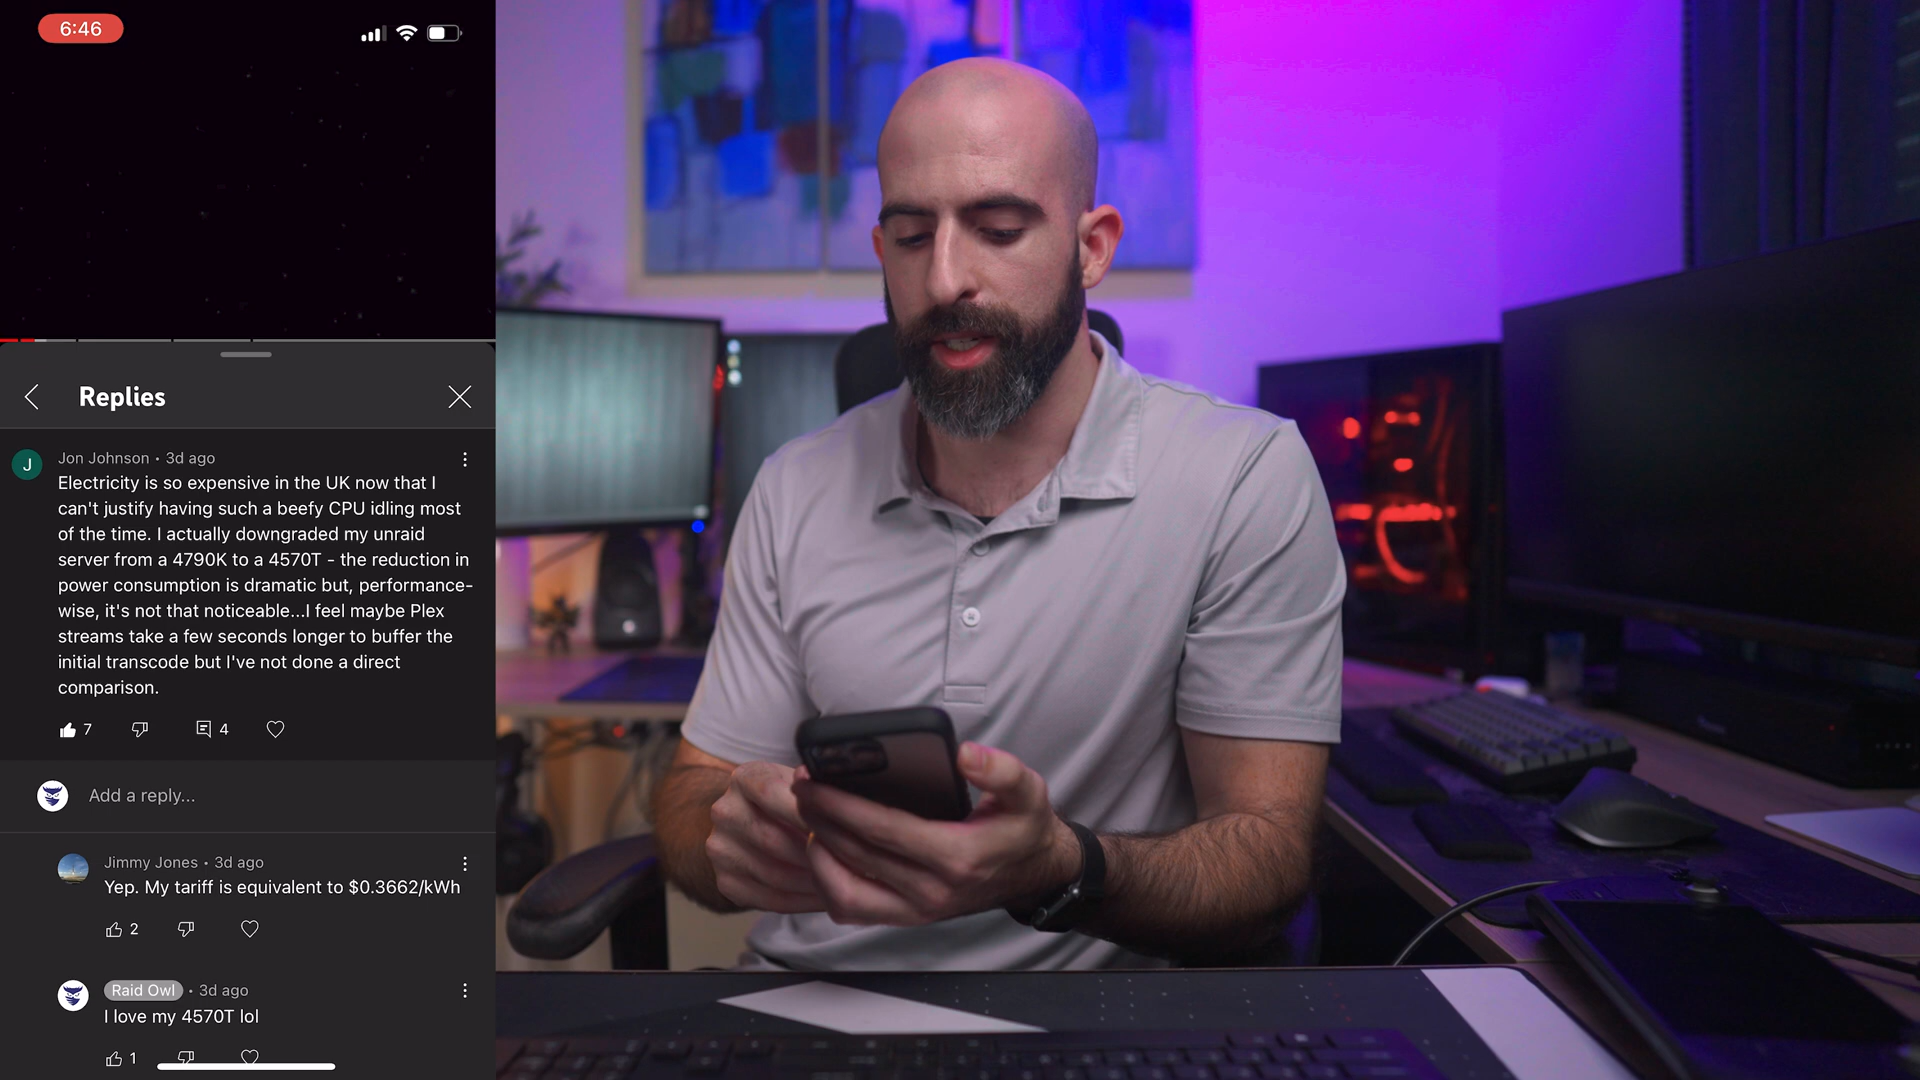 6:46
Replies
J
Jon Johnson • 3d ago
Electricity is so expensive in the UK now that I
can't justify having such a beefy CPU idling most
of the time. I actually downgraded my unraid
server from a 4790K to a 4570T - the reduction in
power consumption is dramatic but, performance-
wise, it's not that noticeable...I feel maybe Plex
streams take a few seconds longer to buffer the
initial transcode but I've not done a direct
comparison.
7
4
Add a reply...
Jimmy Jones • 3d ago
Yep. My tariff is equivalent to $0.3662/kWh
2
Raid Owl • 3d ago
I love my 4570T lol
1